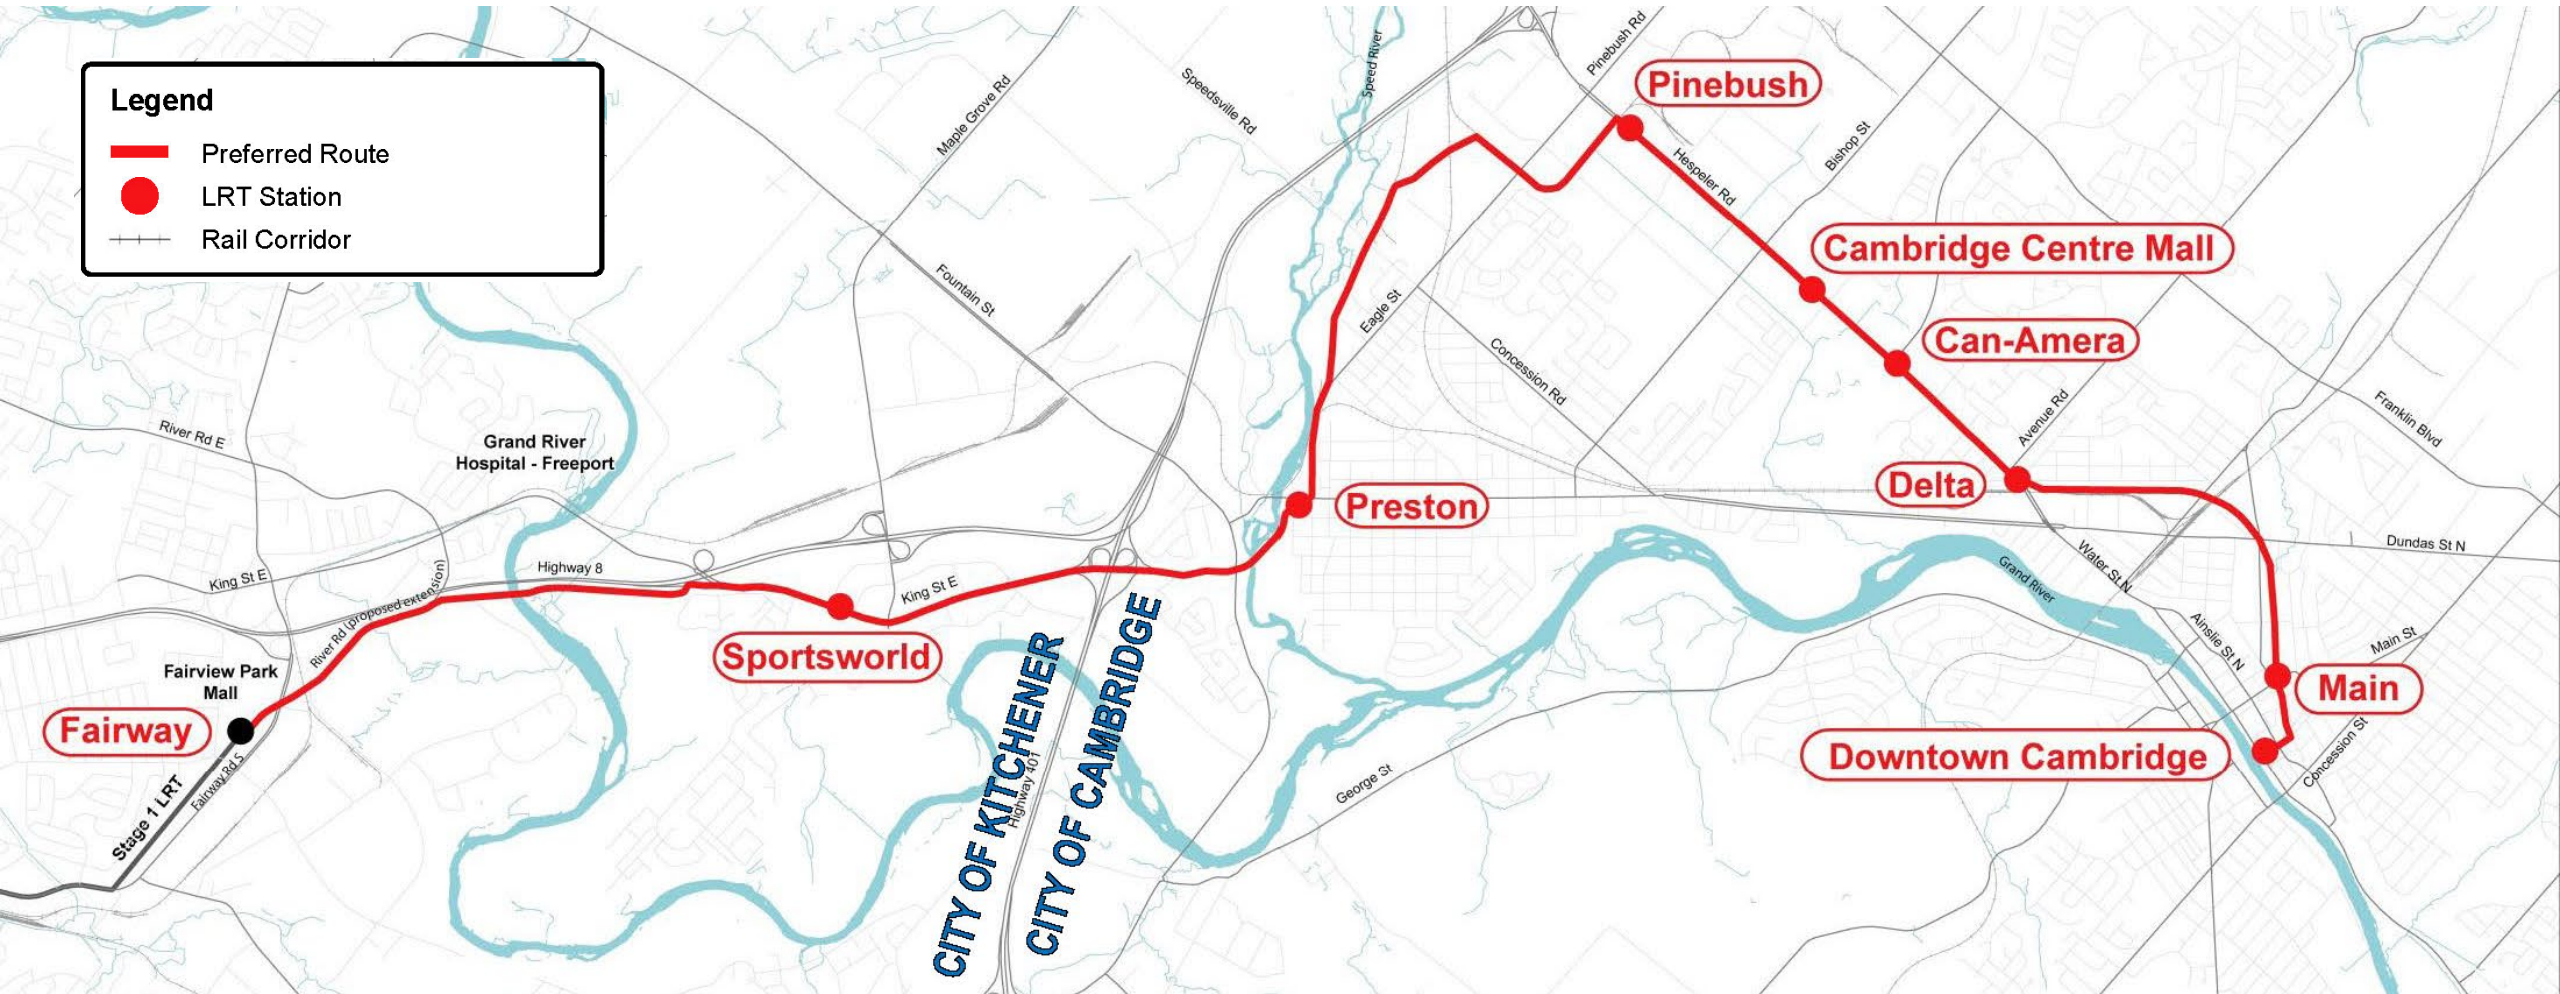 Legend
Preferred Route
LRT Station
Rail Corridor
Pinebush Rd
Speed River
Pinebush
Maple Grove Rd
Speedsville Rd
Hespeler Rd
Bishop St
Cambridge Centre Mall
Fountain St
Eagle St
Can-Amera
Concession Rd
Avenue Rd
Franklin Blvd
River Rd E
Grand River
Hospital - Freeport
Delta
Preston
Dundas St N
Water St N
Grand River
King St E
Highway 8
King St E
River Rd (proposed extension)
Ainslie St N
Main St
Sportsworld
Fairview Park
Mall
Main
Fairway
Downtown Cambridge
Concession St
Fairway Rd S
Stage 1 LRT
George St
Highway 401
CITY OF KITCHENER
CITY OF CAMBRIDGE